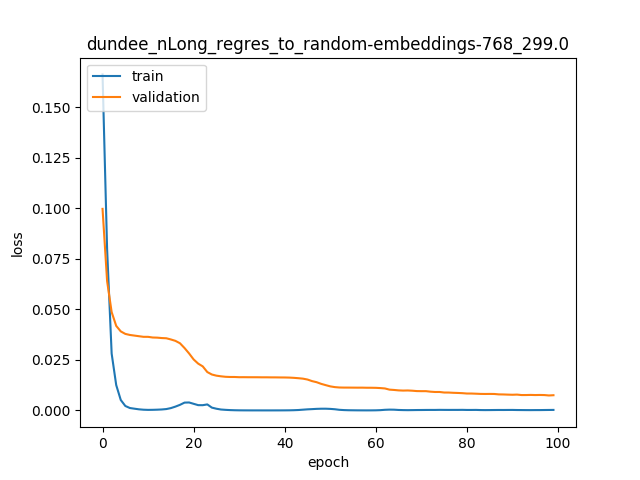 dundee_nLong_regres_to_random-embeddings-768_299.0
train
validation
0.150
0.125
0.100
0.075
0.050
0.025
0.000
loss
0 20 40 60 80 100
epoch